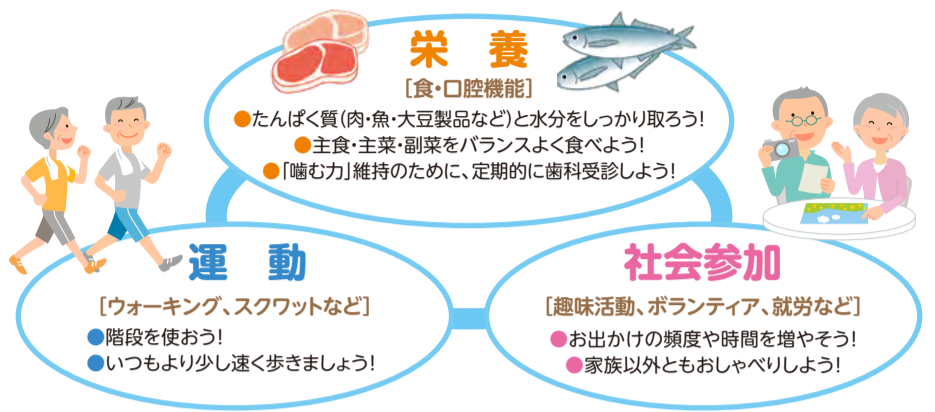 栄 養
［食・口腔機能］
●たんぱく質（肉・魚・大豆製品など）と水分をしっかり取ろう！
●主食・主菜・副菜をバランスよく食べよう！
●「噛む力」維持のために、定期的に歯科受診しよう！
運 動
［ウォーキング、スクワットなど］
●階段を使おう！
●いつもより少し速く歩きましょう！
社会参加
［趣味活動、ボランティア、就労など］
●お出かけの頻度や時間を増やそう！
●家族以外ともおしゃべりしよう！